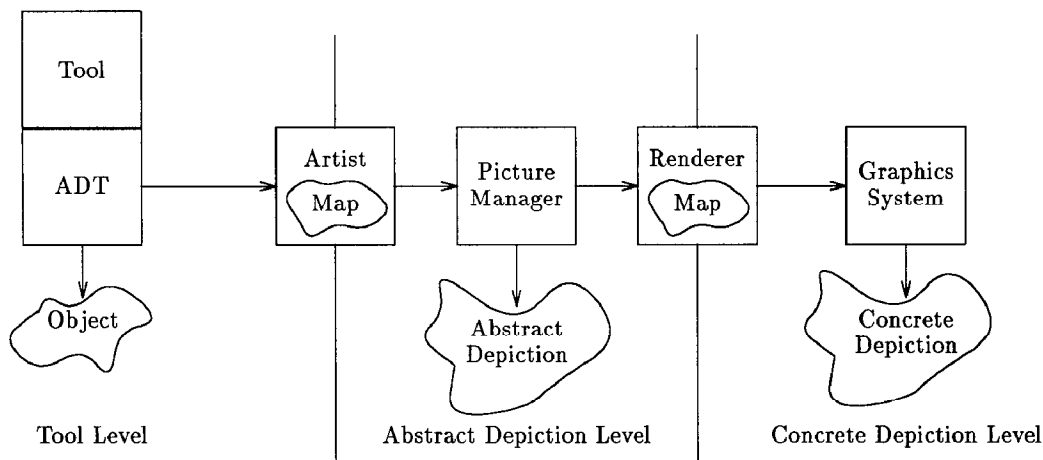 Tool
ADT
Artist
Map
Picture
Manager
Renderer
Map
Graphics
System
Object
Abstract
Depiction
Concrete
Depiction
Tool Level
Abstract Depiction Level
Concrete Depiction Level